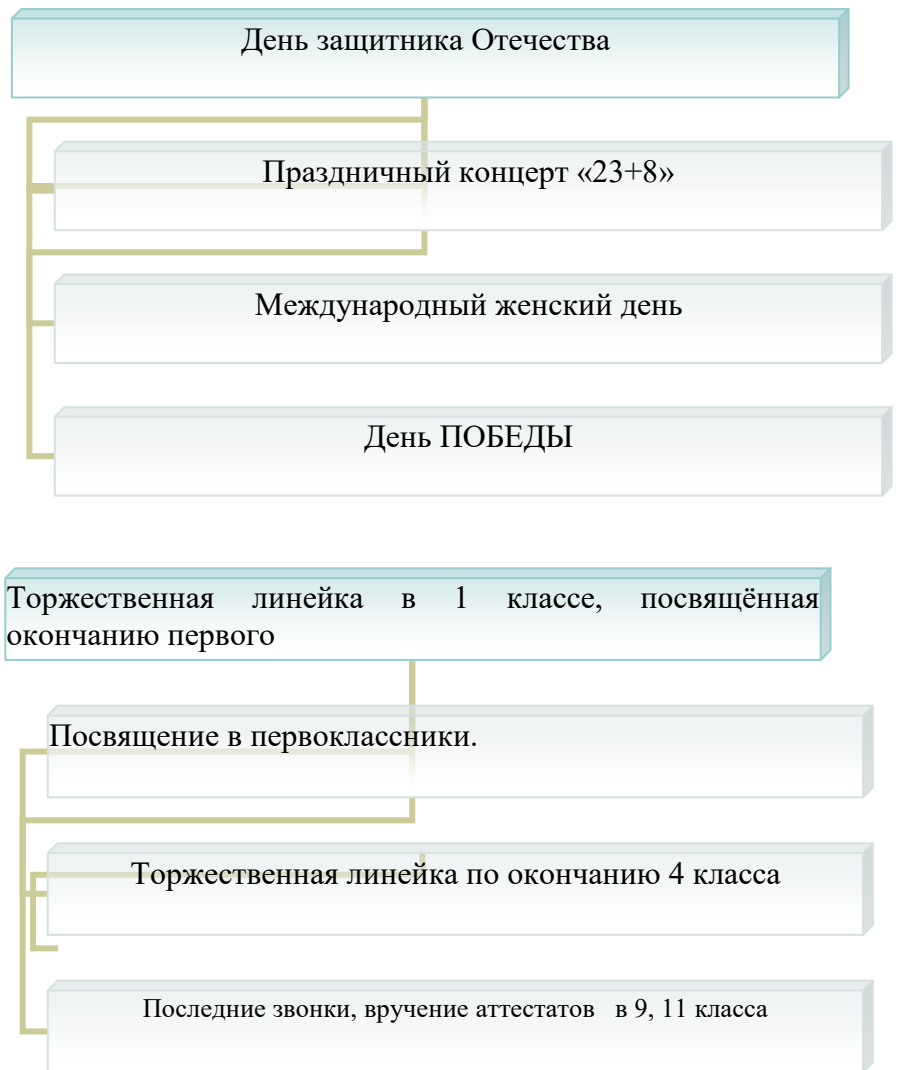 День защитника Отечества
Праздничный концерт «23+8»
Международный женский день
День ПОБЕДЫ
Торжественная линейка в 1 классе, посвящённая
окончанию первого
Посвящение в первоклассники.
Торжественная линейка по окончанию 4 класса
Последние звонки, вручение аттестатов в 9, 11 класса